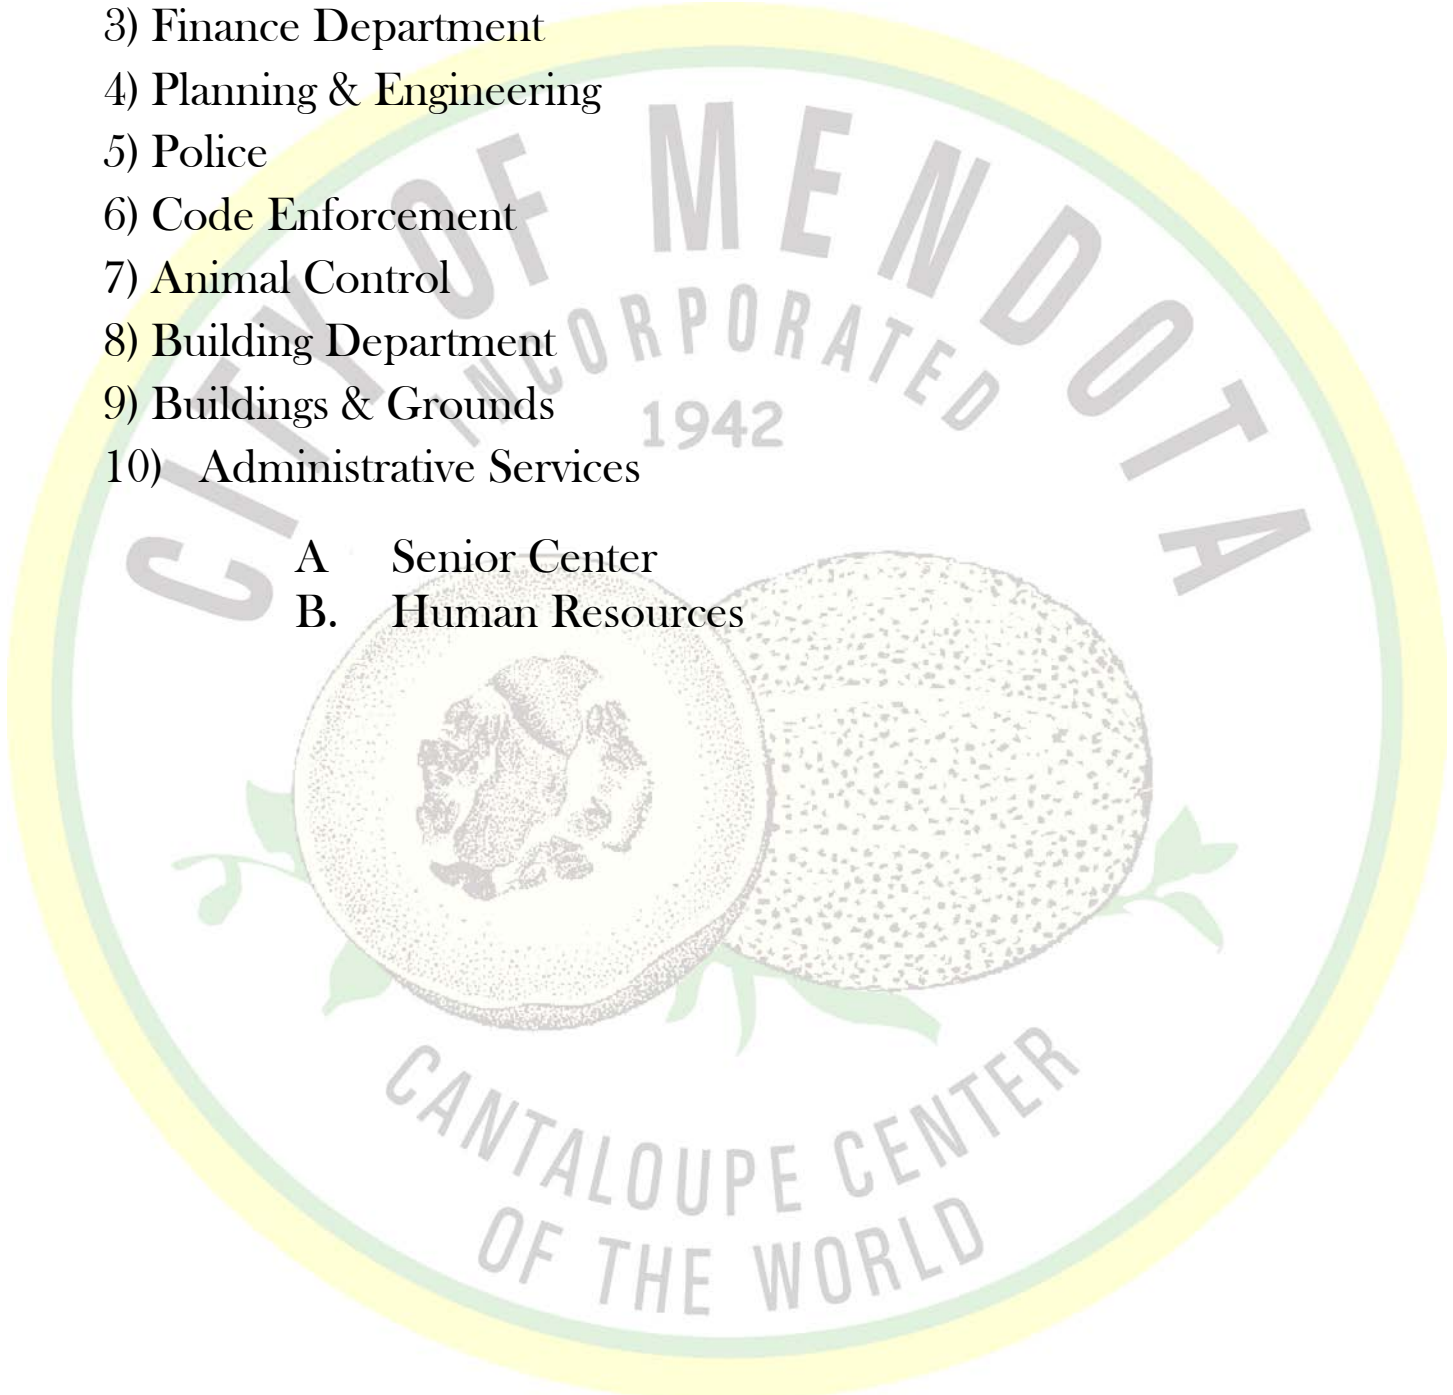 3) Finance Department
4) Planning & Engineering
5) Police
6) Code Enforcement
7) Animal Control
8) Building Department
9) Buildings & Grounds
10) Administrative Services
A Senior Center
B. Human Resources
CITY OF MENDOTA
INCORPORATED
1942
CANTALOUPE CENTER
OF THE WORLD